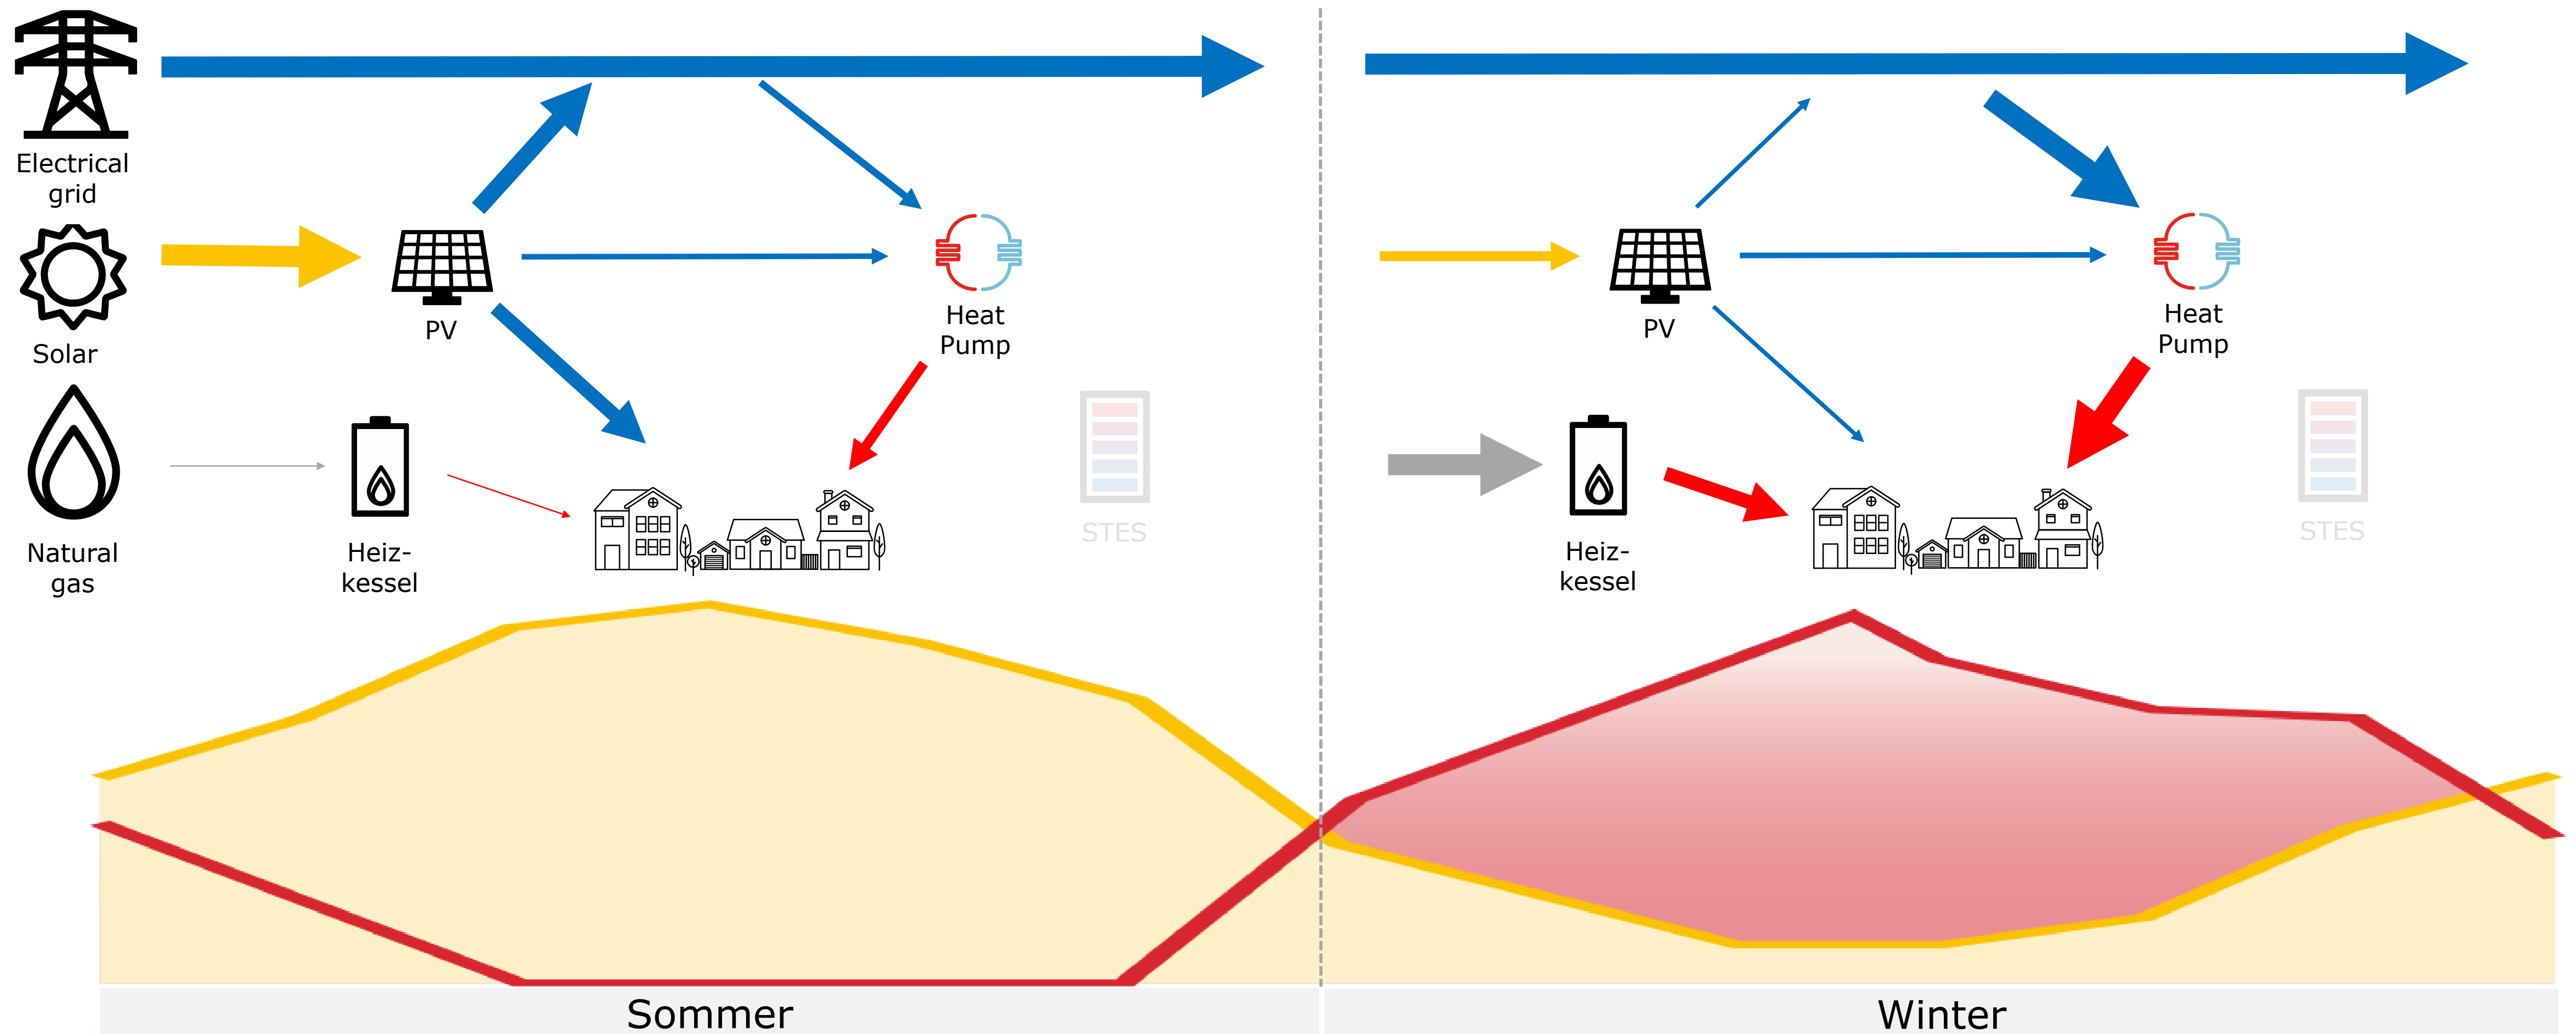 Electrical
grid
Solar
PV
Heat
Pump
Natural
gas
Heiz-
kessel
STES
PV
Heat
Pump
Heiz-
kessel
STES
Sommer
Winter